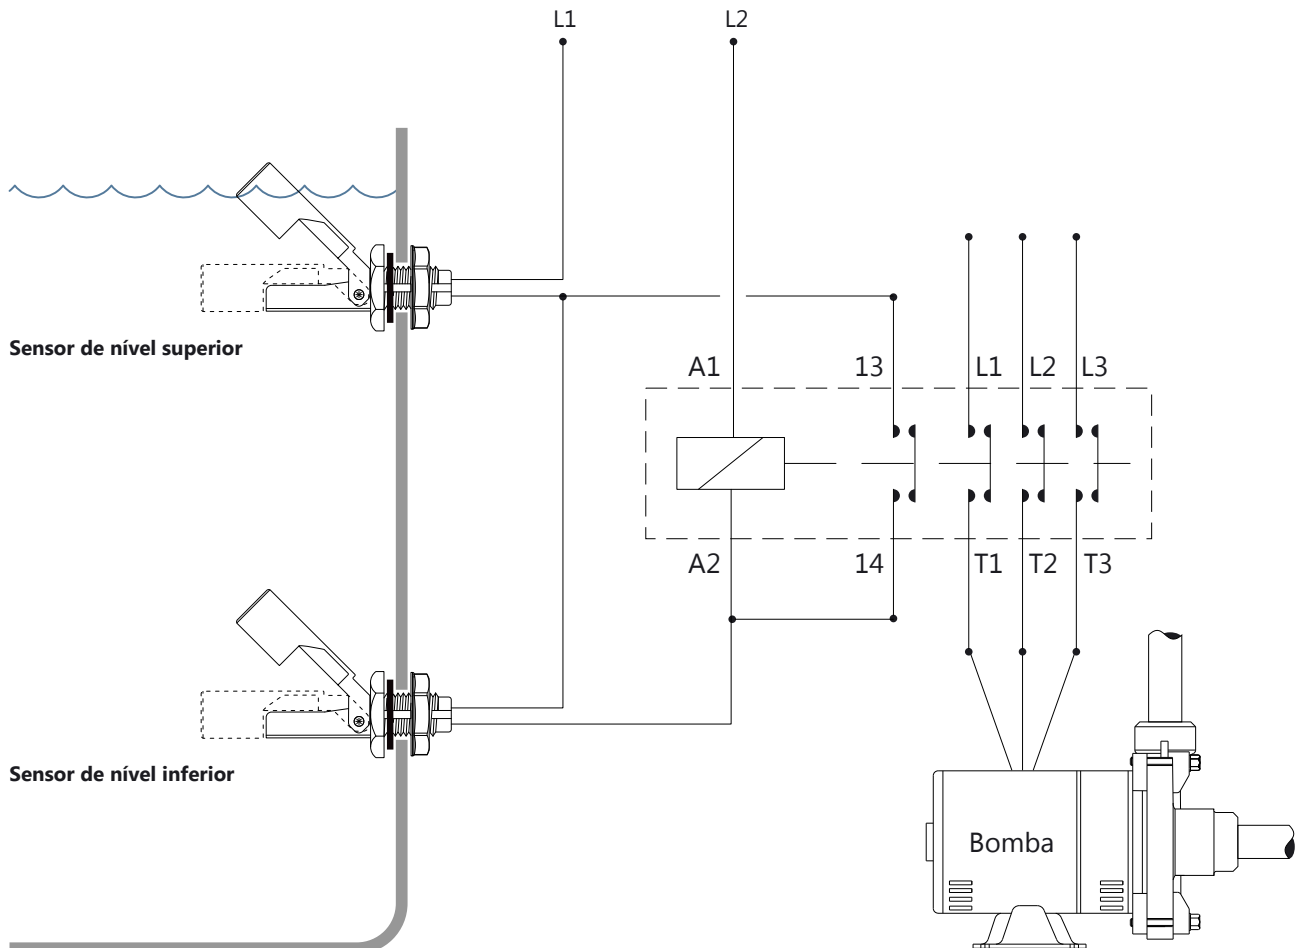 L1
L2
Sensor de nível superior
A1
13
L1
L2
L3
A2
14
T1
T2
T3
Sensor de nível inferior
Bomba